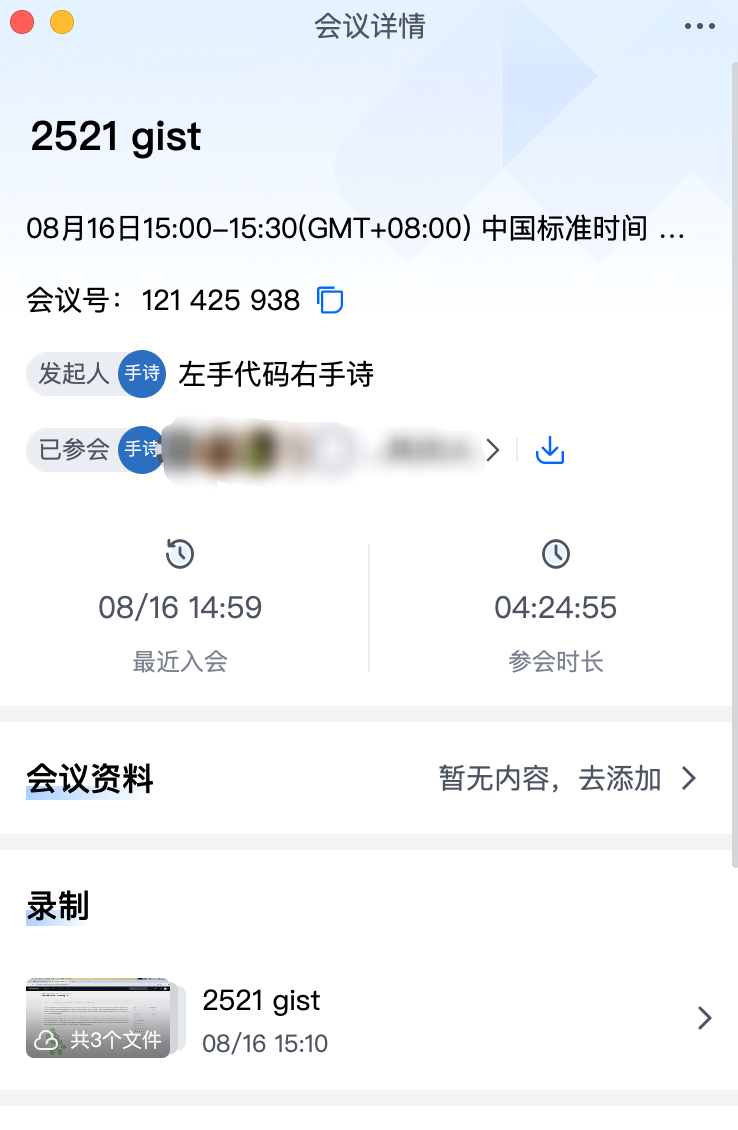 会议详情
2521 gist
08月16日15:00-15:30(GMT+08:00) 中国标准时间 ...
会议号： 121 425 938
发起人 手诗 左手代码右手诗
已参会 手诗
08/16 14:59
最近入会
04:24:55
参会时长
会议资料 暂无内容，去添加
录制
2521 gist
共3个文件
08/16 15:10